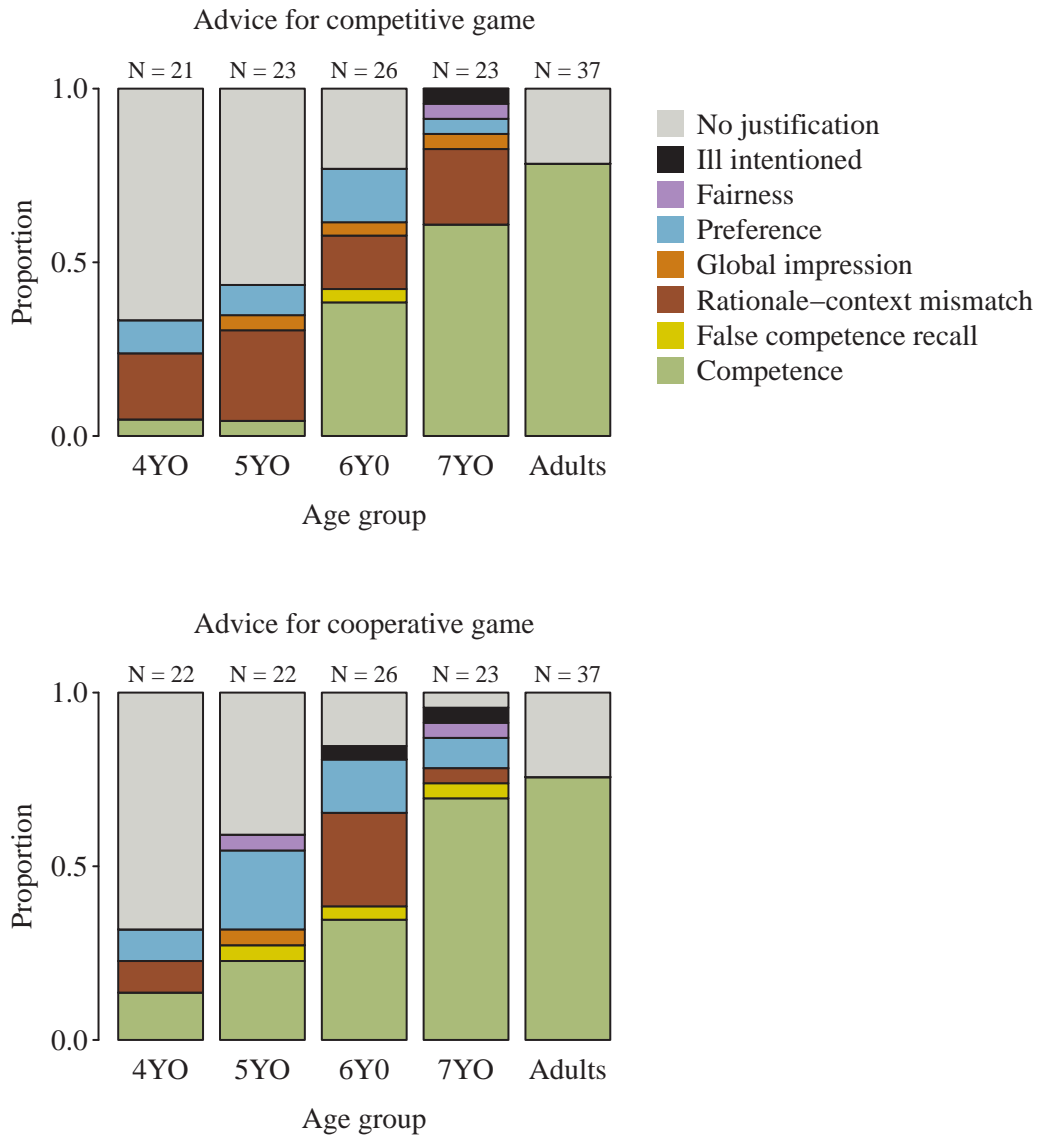 Advice for competitive game
N = 21 N = 23 N = 26 N = 23 N = 37
1.0
0.5
0.0
Proportion
4YO 5YO 6Y0 7YO Adults
Age group
No justification
Ill intentioned
Fairness
Preference
Global impression
Rationale−context mismatch
False competence recall
Competence
Advice for cooperative game
N = 22 N = 22 N = 26 N = 23 N = 37
1.0
0.5
0.0
Proportion
4YO 5YO 6Y0 7YO Adults
Age group